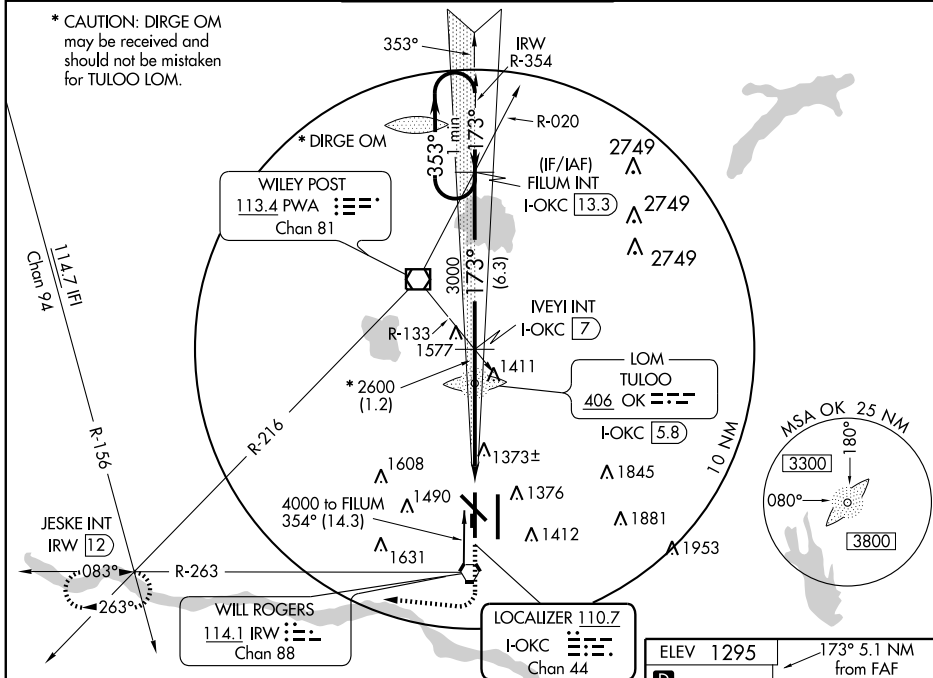 * CAUTION: DIRGE OM
may be received and
should not be mistaken
for TULOO LOM.
353°
IRW
R-354
R-020
* DIRGE OM
353°
1 min
173°
(IF/IAF)
FILUM INT
I-OKC 13.3
2749
2749
2749
WILEY POST
113.4 PWA
Chan 81
114.7 IFI
Chan 94
3000
173°
(6.3)
IVEYI INT
I-OKC 7
R-133
1577
1411
* 2600
(1.2)
LOM
TULOO
406 OK
I-OKC 5.8
R-216
R-156
10 NM
MSA OK 25 NM
180°
3300
080°
3800
1373±
1608
1845
1490
1376
4000 to FILUM
354° (14.3)
1881
1412
1631
1953
JESKE INT
IRW 12
083°
R-263
263°
WILL ROGERS
114.1 IRW
Chan 88
LOCALIZER 110.7
I-OKC
Chan 44
ELEV 1295
D
173° 5.1 NM
from FAF